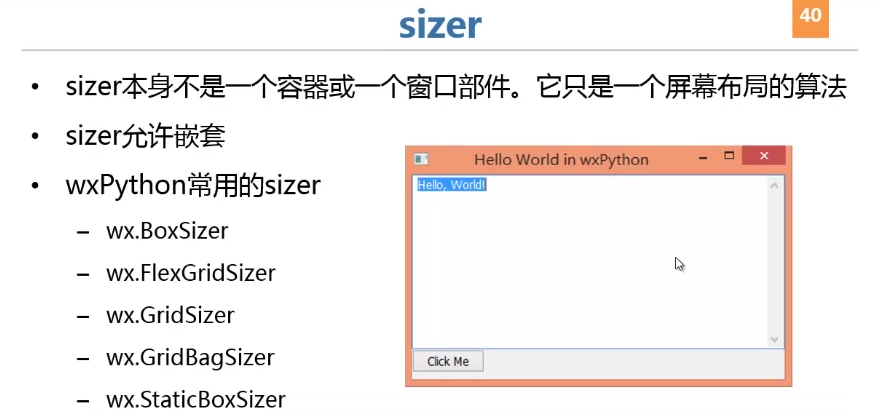 sizer
40
• sizer本身不是一个容器或一个窗口部件。它只是一个屏幕布局的算法
• sizer允许嵌套
• wxPython常用的sizer
– wx.BoxSizer
– wx.FlexGridSizer
– wx.GridSizer
– wx.GridBagSizer
– wx.StaticBoxSizer
Hello World in wxPython
Hello, World!
Click Me